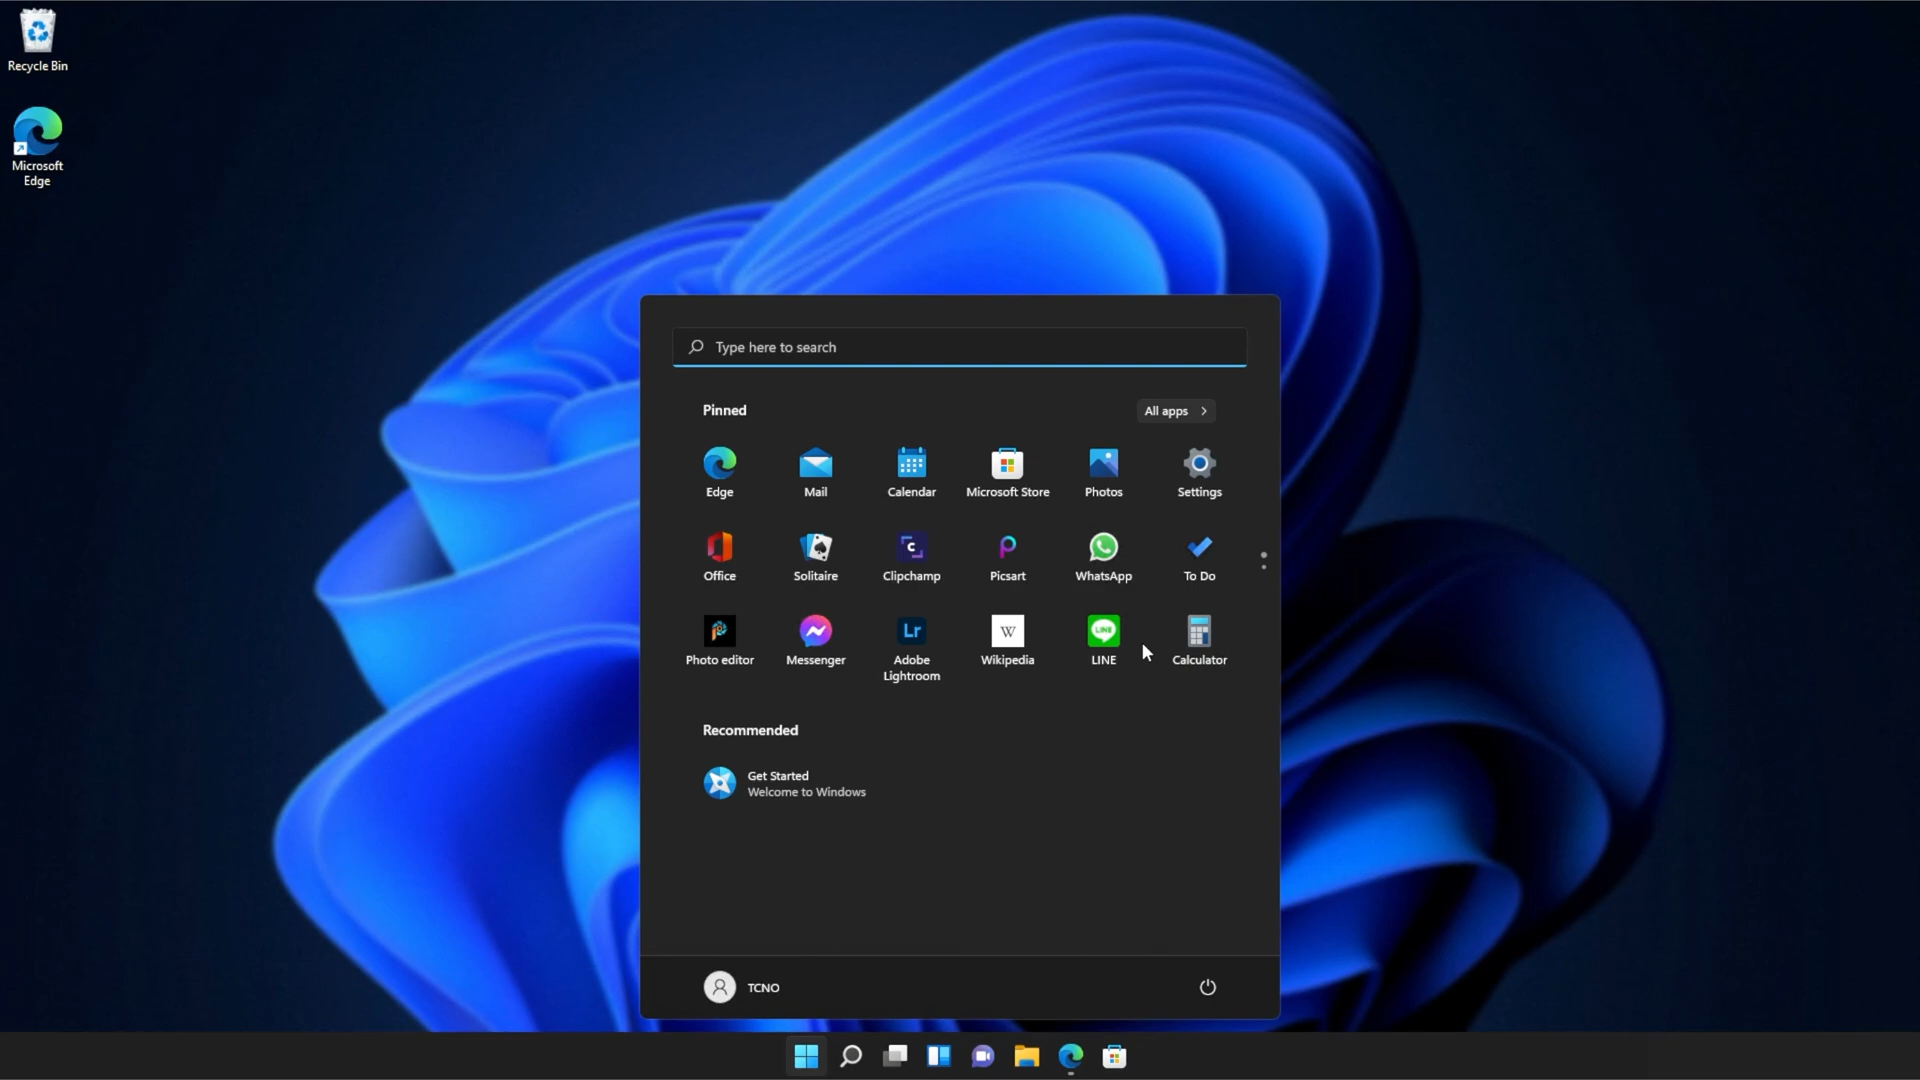 Recycle Bin
Microsoft
Edge
Type here to search
Pinned
All apps
Edge
Mail
Calendar
Microsoft Store
Photos
Settings
Office
Solitaire
Clipchamp
Picsart
WhatsApp
To Do
Photo editor
Messenger
Lr
Adobe
Lightroom
W
Wikipedia
LINE
LINE
Calculator
Recommended
Get Started
Welcome to Windows
TCNO